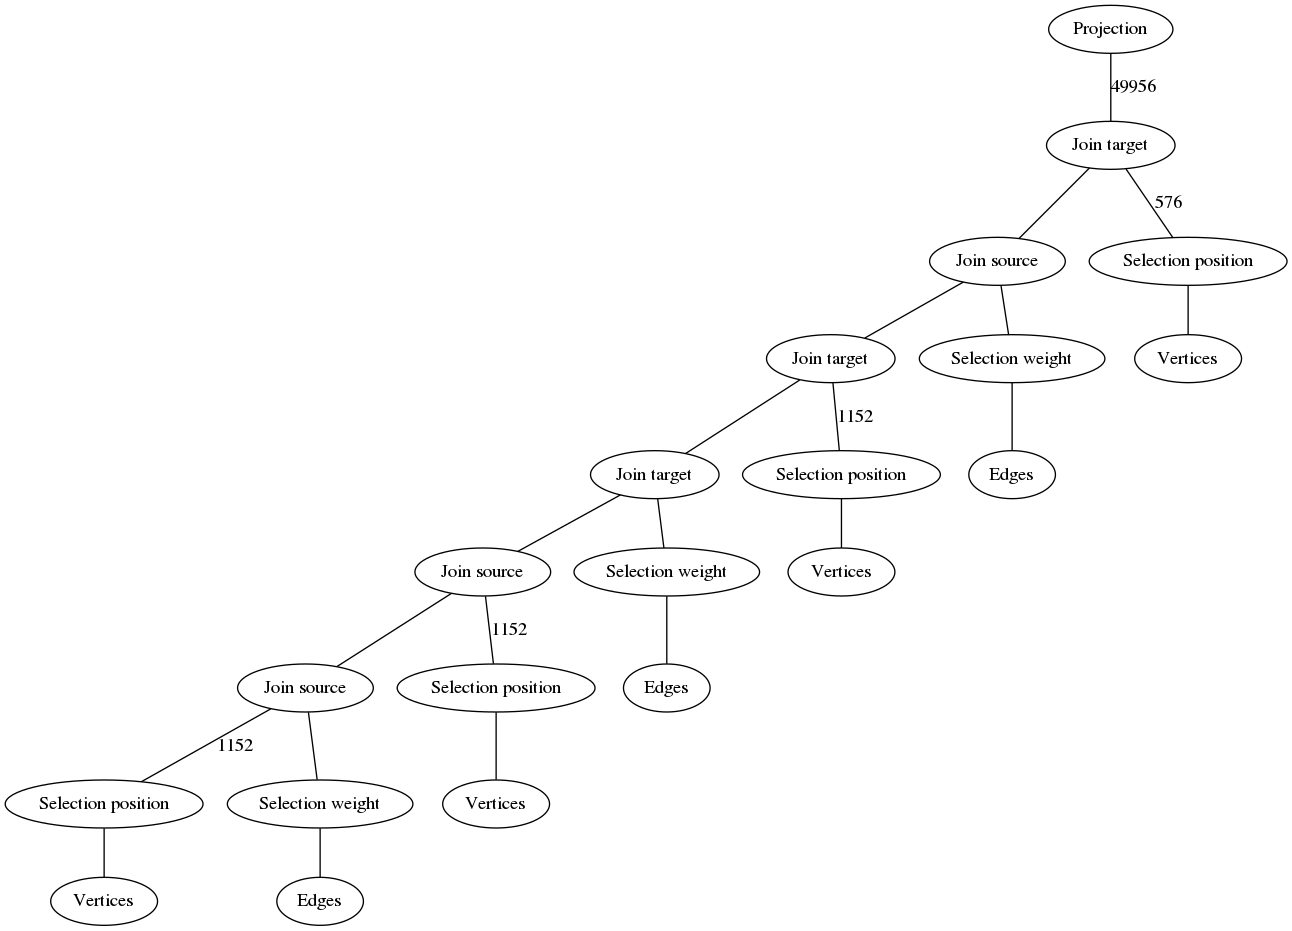 Projection
49956
Join target
576
Join source
Selection position
Join target
Selection weight
Vertices
1152
Join target
Selection position
Edges
Join source
Selection weight
Vertices
1152
Join source
Selection position
Edges
1152
Selection position
Selection weight
Vertices
Vertices
Edges